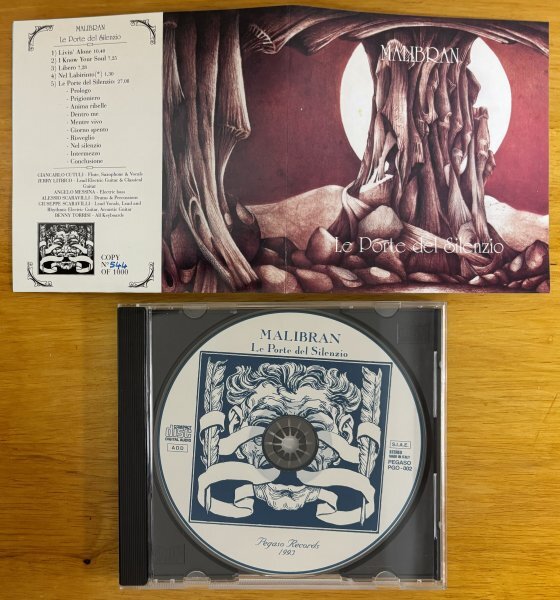 MALIBRAN
Le Porte del Silenzio
1) Livin' Alone 10.40
2) I Know Your Soul 7.25
3) Libero 7.28
4) Nel Labirinto(*) 1.30
5) Le Porte del Silenzio: 27.00
- Prologo
- Prigioniero
- Anima ribelle
- Dentro me
- Mentre vivo
- Giorno spento
- Risveglio
- Nel silenzio
- Intermezzo
- Conclusione
GIANCARLO CUTULI - Flute, Saxophone & Vocals
JERRY LITRICO - Lead Electric Guitar & Classical
Guitar
ANGELO MESSINA - Electric bass
ALESSIO SCARAVILLI - Drums & Percussion
GIUSEPPE SCARAVILLI - Lead Vocals, Lead and
Rhythmic Electric Guitar, Acoustic Guitar
BENNY TORRISI - All Keyboards
COPY
N° 544
OF 1000
MALIBRAN
Le Porte del Silenzio
MALIBRAN
Le Porte del Silenzio
COMPACT
disc
DIGITAL AUDIO
ADD
S.I.A.E.
STEREO
MADE IN ITALY
PEGASO
PGO - 002
Pegaso Records
1993